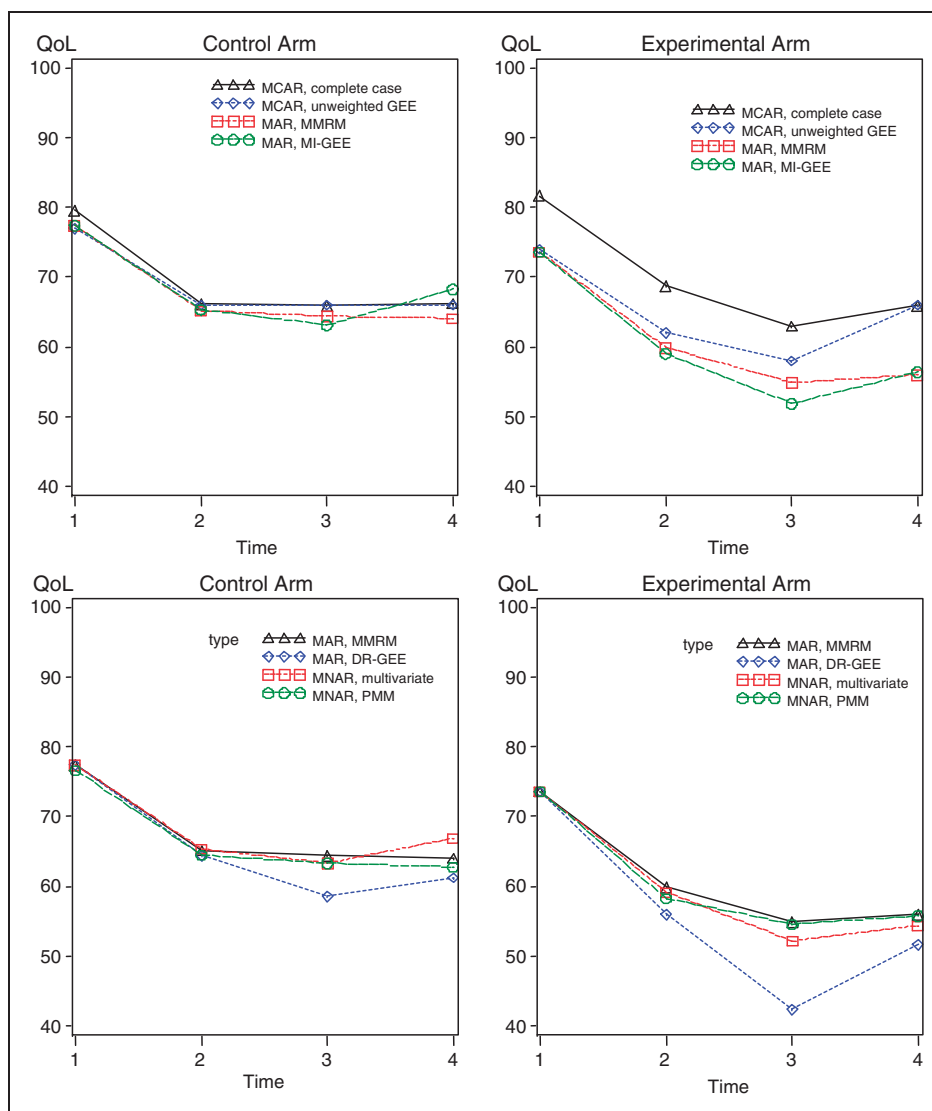 QoL Control Arm
100
90
80
70
60
50
40
1 2 3 4
Time
MCAR, complete case
MCAR, unweighted GEE
MAR, MMRM
MAR, MI-GEE
QoL Experimental Arm
100
90
80
70
60
50
40
1 2 3 4
Time
MCAR, complete case
MCAR, unweighted GEE
MAR, MMRM
MAR, MI-GEE
QoL Control Arm
100
90
80
70
60
50
40
1 2 3 4
Time
type MAR, MMRM
MAR, DR-GEE
MNAR, multivariate
MNAR, PMM
QoL Experimental Arm
100
90
80
70
60
50
40
1 2 3 4
Time
type MAR, MMRM
MAR, DR-GEE
MNAR, multivariate
MNAR, PMM